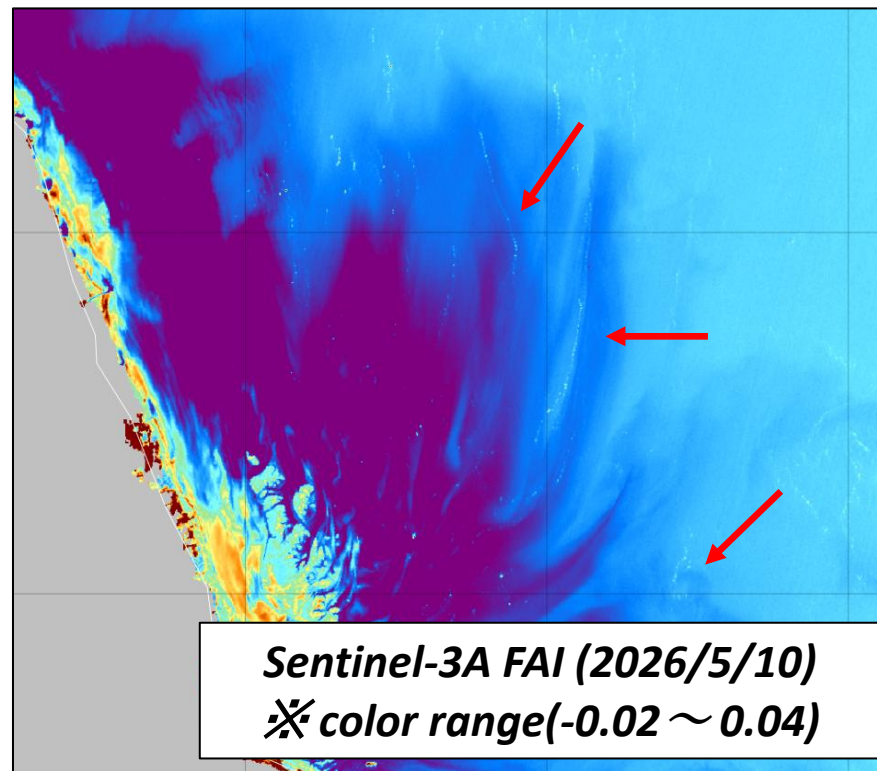 Sentinel-3A FAI (2026/5/10)
※ color range(-0.02 ～ 0.04)